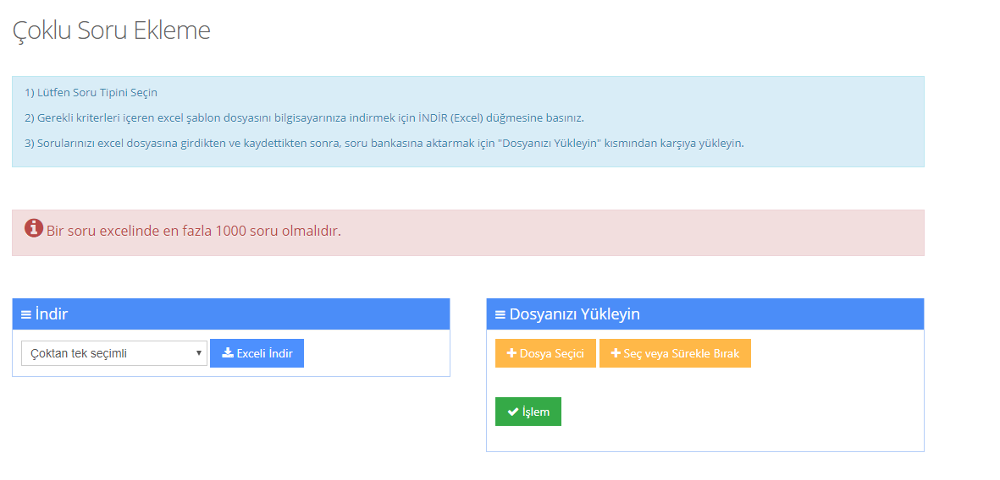 Çoklu Soru Ekleme
1) Lütfen Soru Tipini Seçin
2) Gerekli kriterleri içeren excel şablon dosyasını bilgisayarınıza indirmek için İNDİR (Excel) düğmesine basınız.
3) Sorularınızı excel dosyasına girdikten ve kaydettikten sonra, soru bankasına aktarmak için "Dosyanızı Yükleyin" kısmından karşıya yükleyin.
Bir soru excelinde en fazla 1000 soru olmalıdır.
İndir
Çoktan tek seçimli
Exceli İndir
Dosyanızı Yükleyin
Dosya Seçici
Seç veya Sürekle Bırak
İşlem